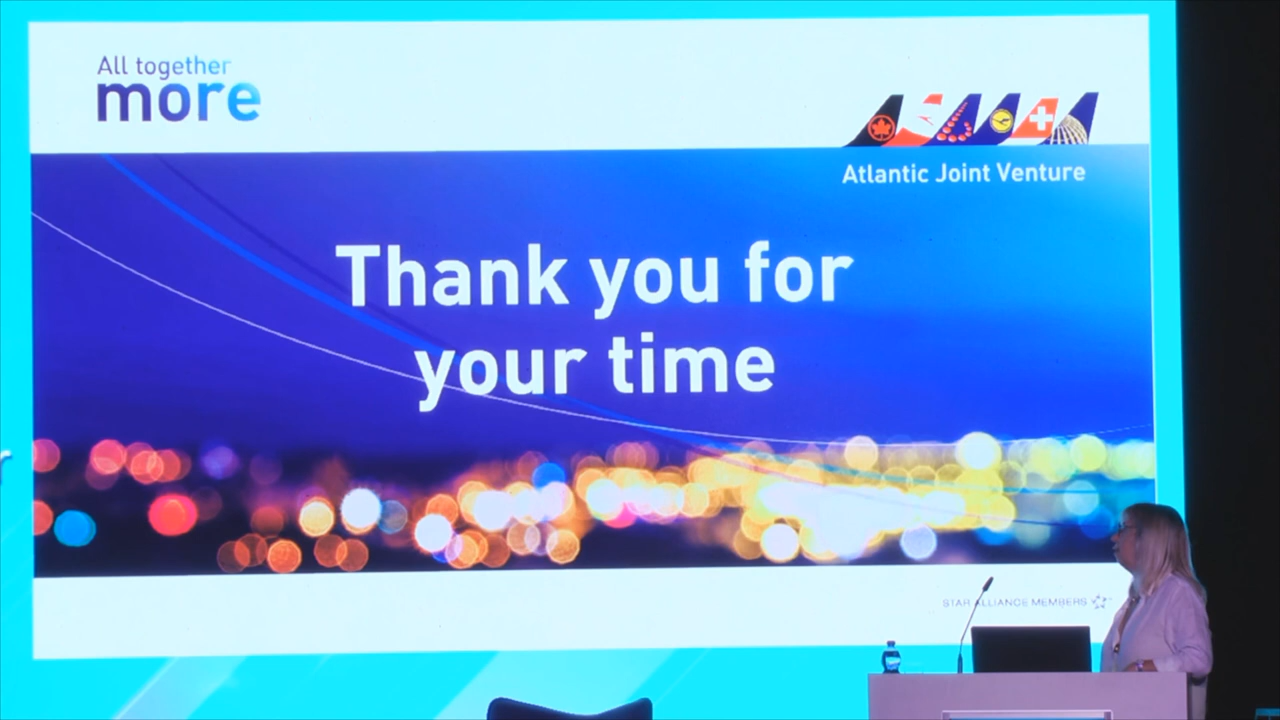 All together
more
Atlantic Joint Venture
Thank you for
your time
STAR ALLIANCE MEMBERS